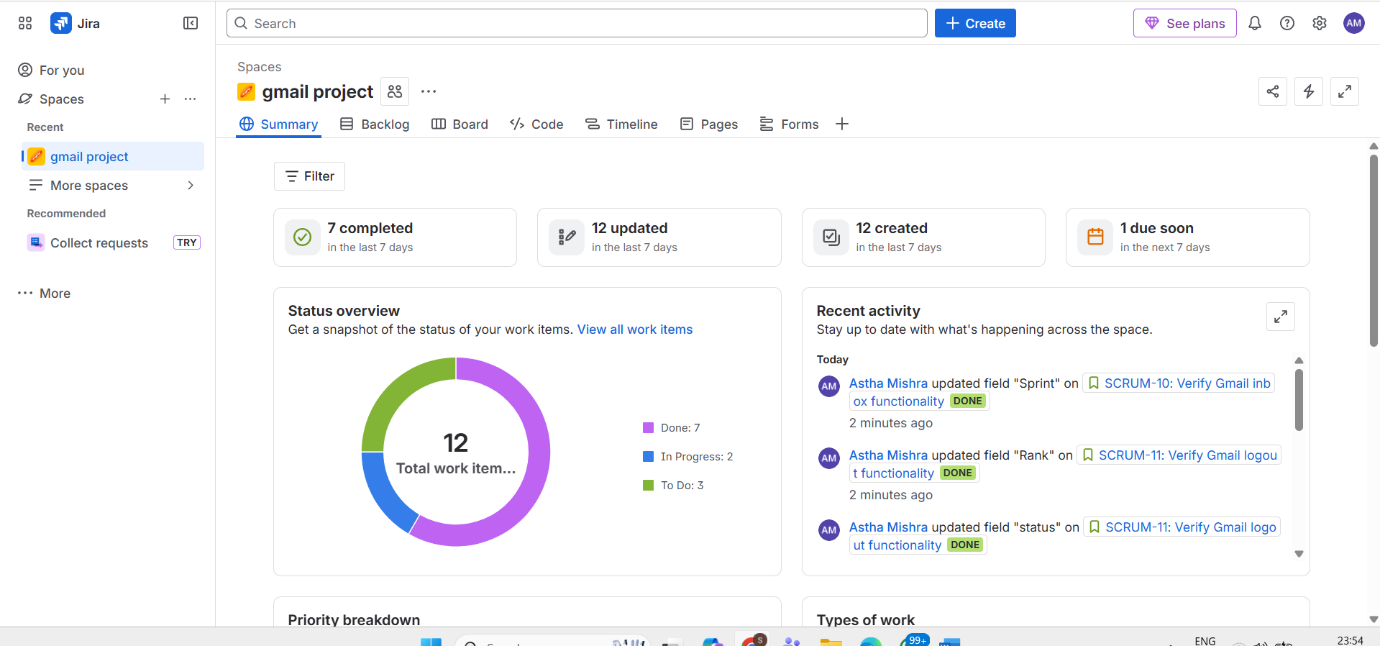 Jira
Search
Create
See plans
AM
For you
Spaces
Recent
gmail project
More spaces
Recommended
Collect requests TRY
More
Spaces
gmail project
Summary Backlog Board Code Timeline Pages Forms
Filter
7 completed
in the last 7 days
12 updated
in the last 7 days
12 created
in the last 7 days
1 due soon
in the next 7 days
Status overview
Get a snapshot of the status of your work items. View all work items
12
Total work item...
Done: 7
In Progress: 2
To Do: 3
Recent activity
Stay up to date with what's happening across the space.
Today
AM
Astha Mishra updated field "Sprint" on SCRUM-10: Verify Gmail inb
ox functionality DONE
2 minutes ago
AM
Astha Mishra updated field "Rank" on SCRUM-11: Verify Gmail logou
t functionality DONE
2 minutes ago
AM
Astha Mishra updated field "status" on SCRUM-11: Verify Gmail logo
ut functionality DONE
Priority breakdown
Types of work
S
99+
ENG
23:54